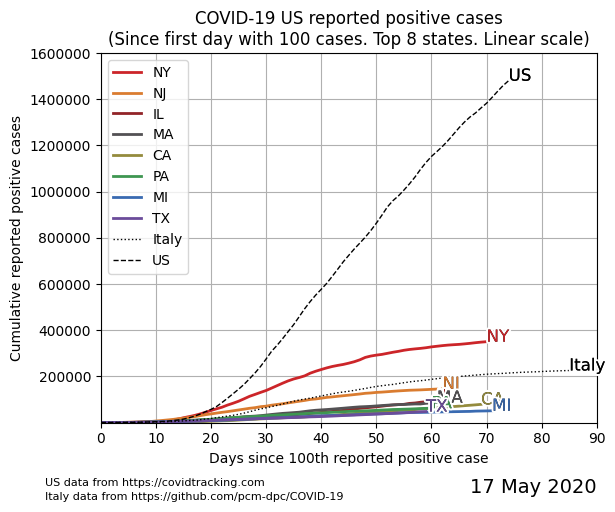 COVID-19 US reported positive cases
(Since first day with 100 cases. Top 8 states. Linear scale)
Cumulative reported positive cases
1600000
1400000
1200000
1000000
800000
600000
400000
200000
NY
NJ
IL
MA
CA
PA
MI
TX
Italy
US
US
NY
Italy
NJ
MA
CA
MI
TX
0
10
20
30
40
50
60
70
80
90
Days since 100th reported positive case
US data from https://covidtracking.com
Italy data from https://github.com/pcm-dpc/COVID-19
17 May 2020